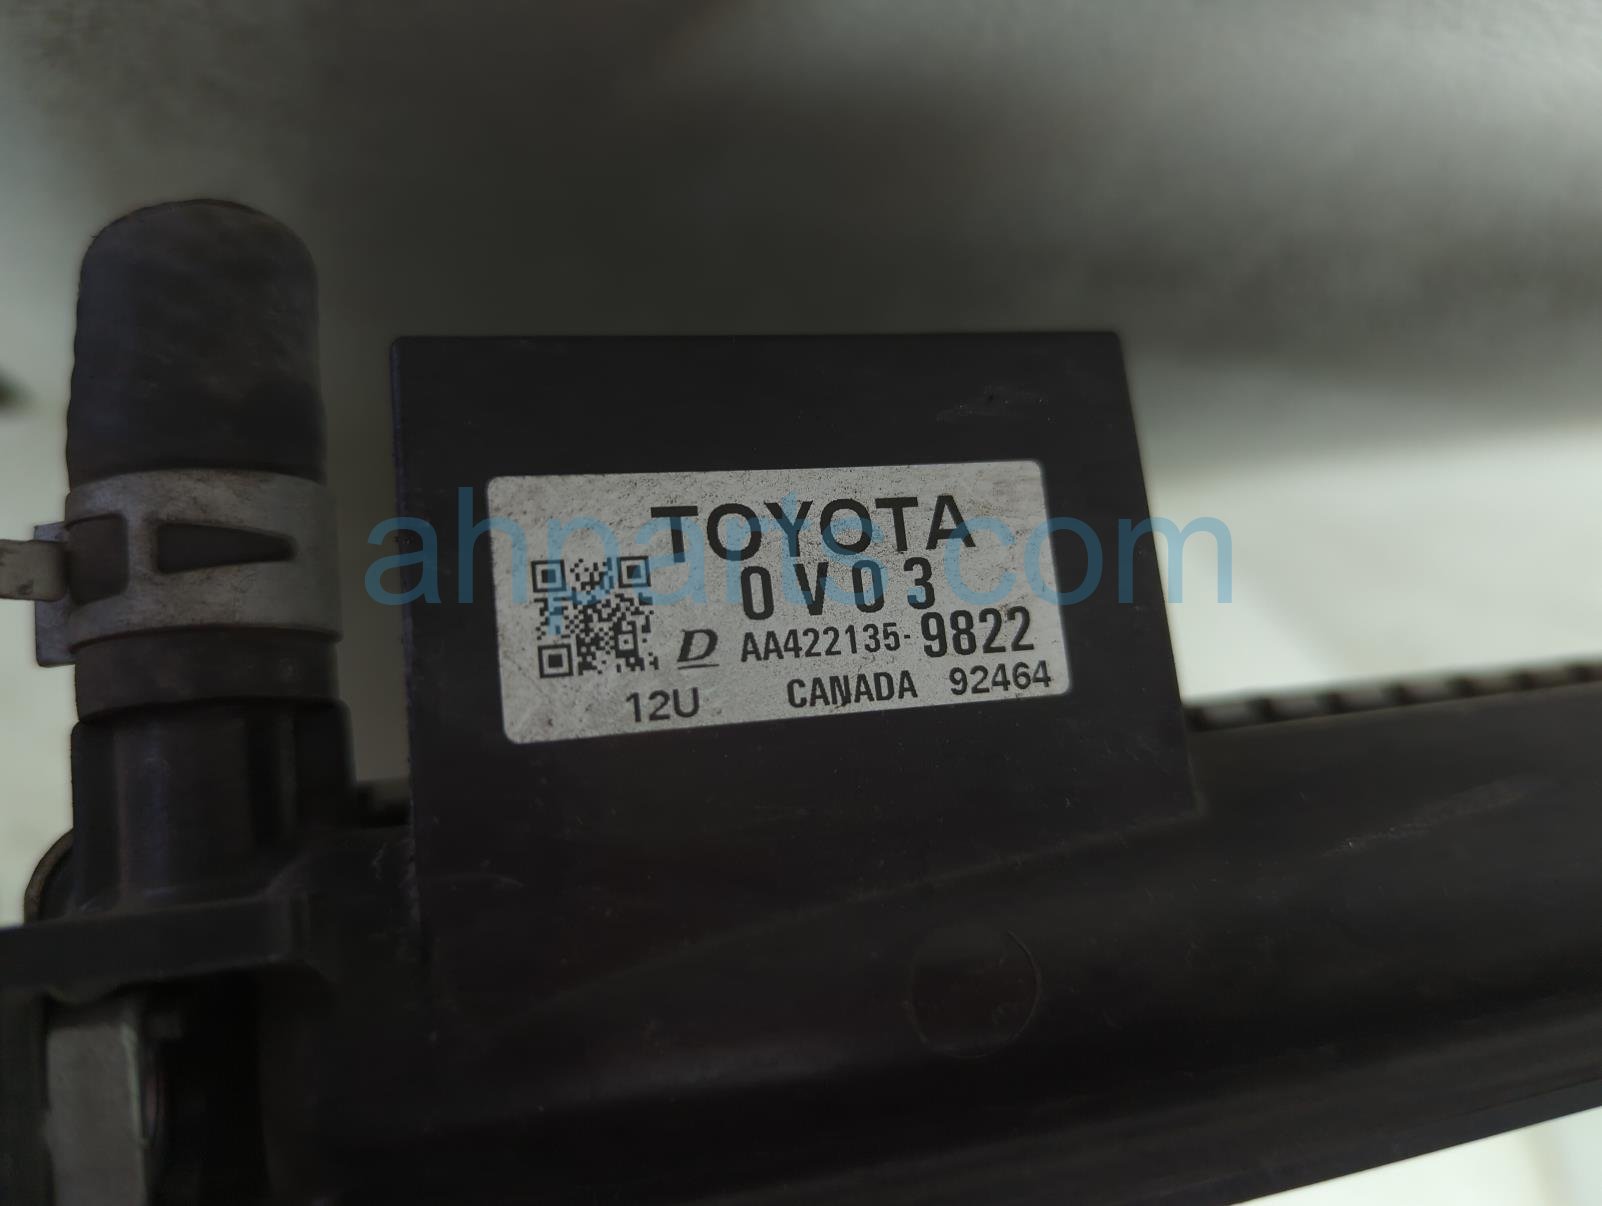 TOYOTA
0V03
D AA422135-9822
12U CANADA 92464
ahparts.com